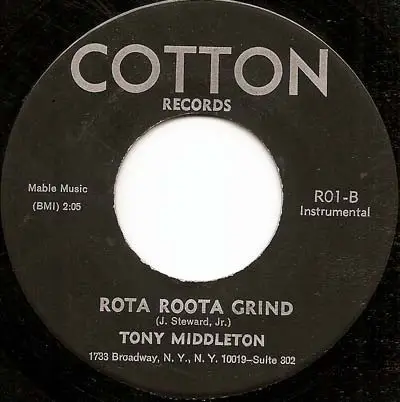 COTTON
RECORDS
Mable Music
(BMI) 2:05
R01-B
Instrumental
ROTA ROOTA GRIND
(J. Steward, Jr.)
TONY MIDDLETON
1733 Broadway, N. Y., N. Y. 10019-Suite 302